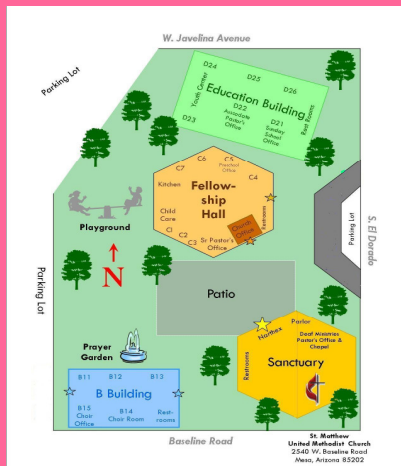 W. Javelina Avenue
Parking Lot
D24
D25
D26
Youth Center
Education Building
D23
D22
Associate
Pastor's
Office
D21
Sunday
School
Office
Rest Rooms
C7
C6
C5
Preschool
Office
C4
Kitchen
Fellow-
ship
Hall
Restrooms
Child
Care
C1
C2
C3
Sr Pastor's
Office
Church
Office
Playground
N
Parking Lot
Parking Lot
S. El Dorado
Patio
Prayer
Garden
Narthex
Parlor
Deaf Ministries
Pastor's Office &
Chapel
Restrooms
Sanctuary
B11
B12
B13
B Building
B15
Choir
Office
B14
Choir Room
Rest-
rooms
Baseline Road
St. Matthew
United Methodist Church
2540 W. Baseline Road
Mesa, Arizona 85202